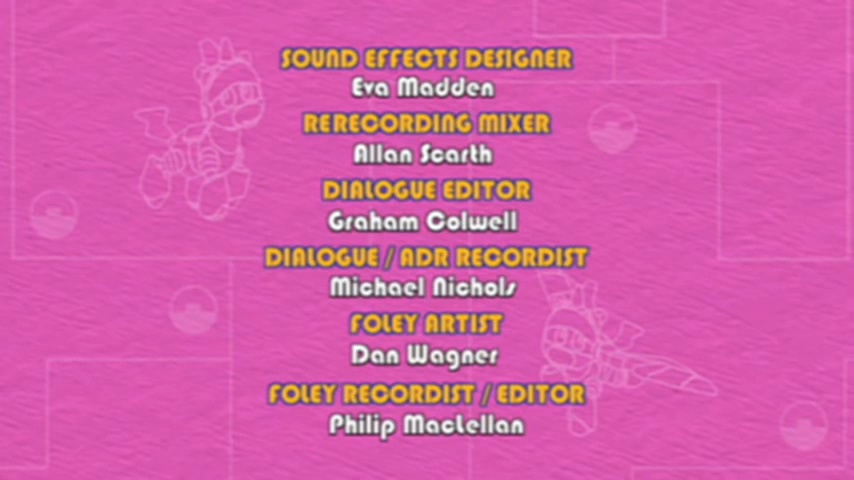 SOUND EFFECTS DESIGNER
Eva Madden
RERECORDING MIXER
Allan Scarth
DIALOGUE EDITOR
Graham Colwell
DIALOGUE / ADR RECORDIST
Michael Nichols
FOLEY ARTIST
Dan Wagner
FOLEY RECORDIST / EDITOR
Philip MacLellan